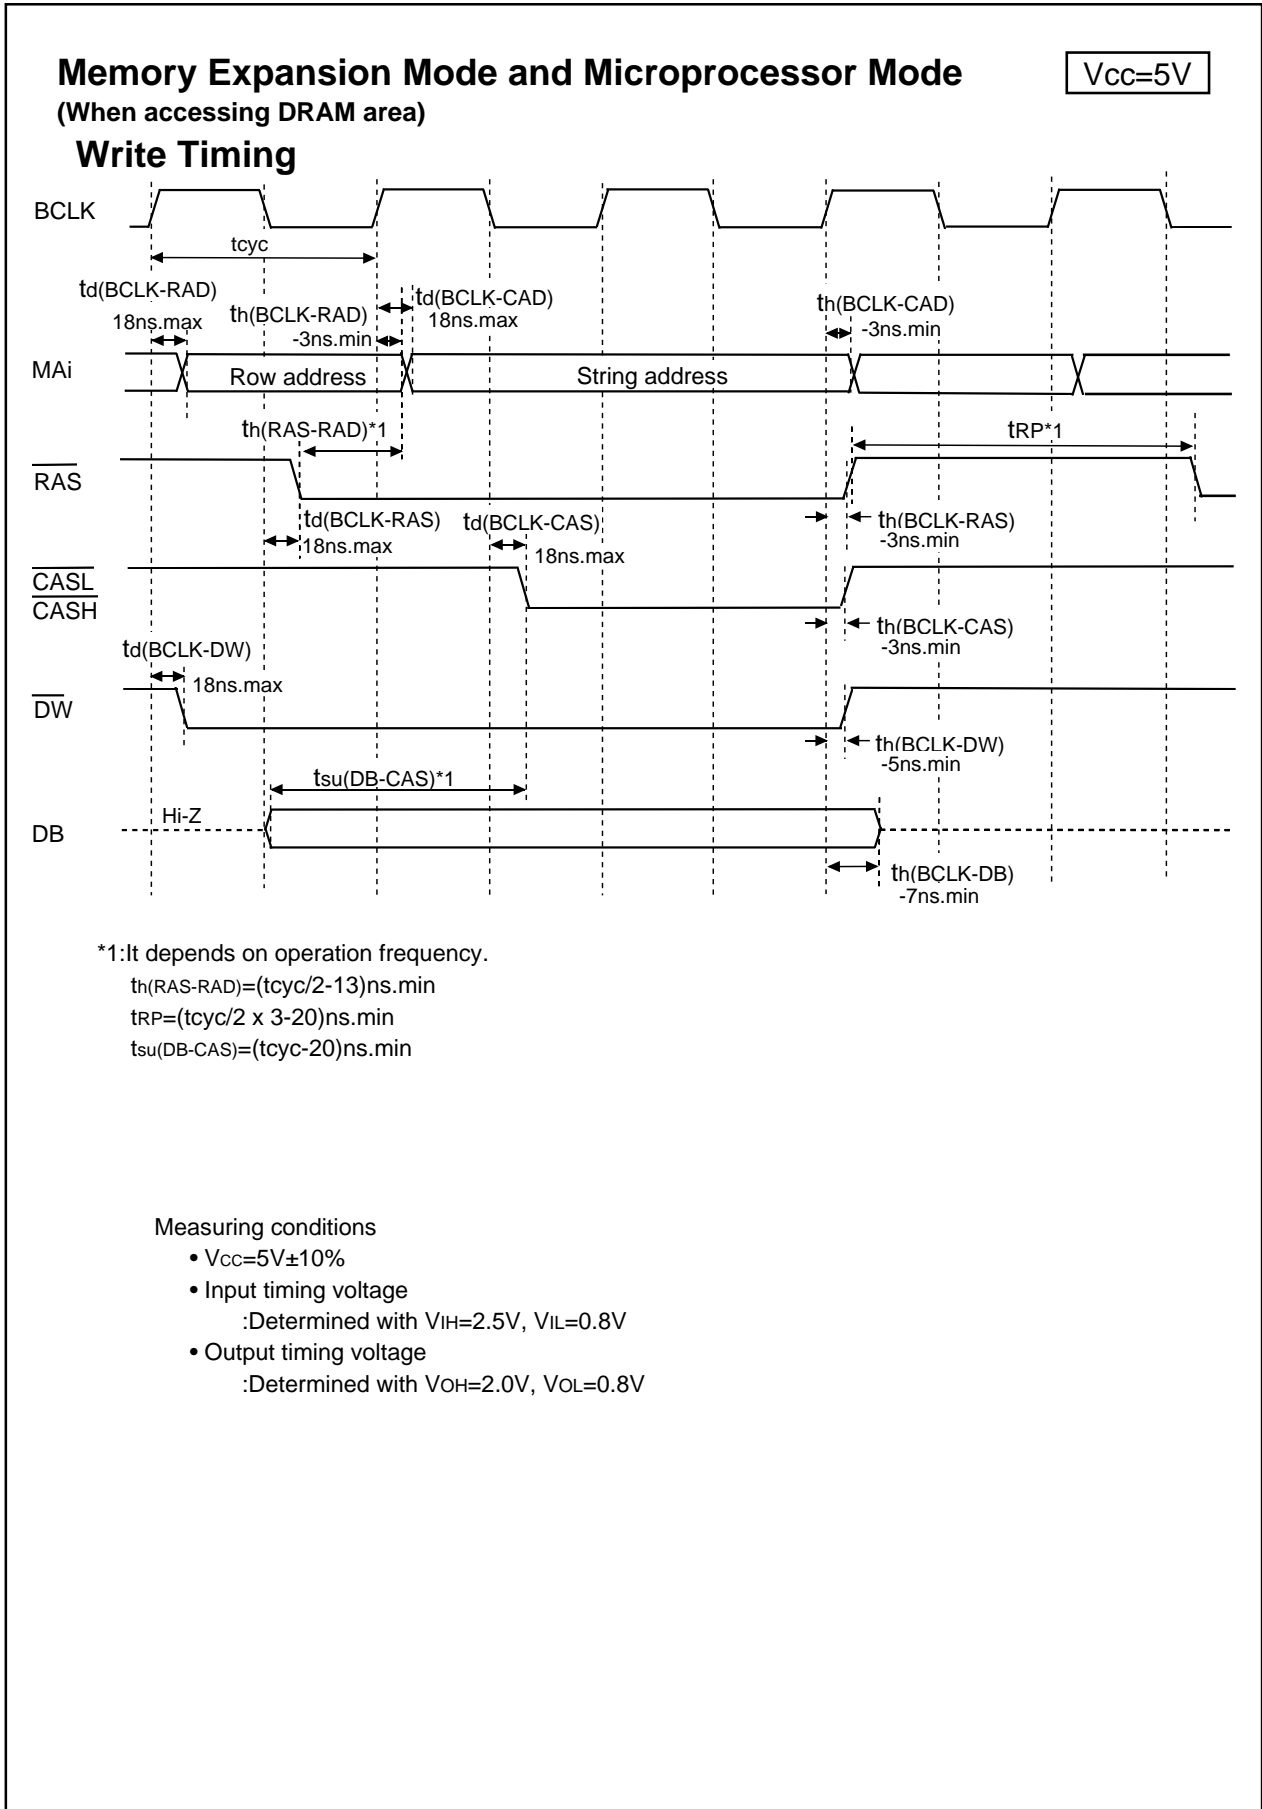 Memory Expansion Mode and Microprocessor Mode
Vcc=5V
(When accessing DRAM area)
Write Timing
BCLK
tcyc
td(BCLK-RAD)
18ns.max
th(BCLK-RAD)
-3ns.min
td(BCLK-CAD)
18ns.max
th(BCLK-CAD)
-3ns.min
MAi
Row address
String address
th(RAS-RAD)*1
tRP*1
RAS
td(BCLK-RAS)
18ns.max
td(BCLK-CAS)
18ns.max
th(BCLK-RAS)
-3ns.min
CASL
CASH
th(BCLK-CAS)
-3ns.min
td(BCLK-DW)
18ns.max
DW
th(BCLK-DW)
-5ns.min
tsu(DB-CAS)*1
Hi-Z
DB
th(BCLK-DB)
-7ns.min
*1:It depends on operation frequency.
th(RAS-RAD)=(tcyc/2-13)ns.min
tRP=(tcyc/2 x 3-20)ns.min
tsu(DB-CAS)=(tcyc-20)ns.min
Measuring conditions
• VCC=5V±10%
• Input timing voltage
:Determined with VIH=2.5V, VIL=0.8V
• Output timing voltage
:Determined with VOH=2.0V, VOL=0.8V